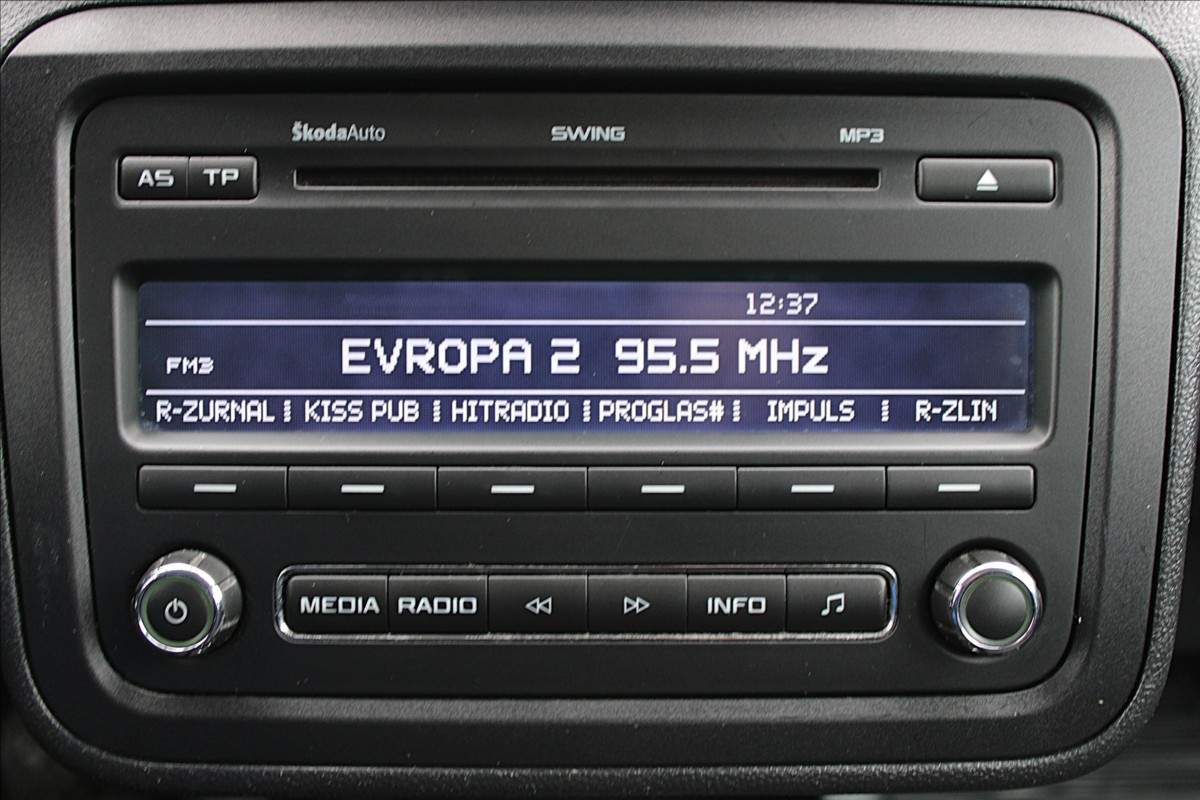 ŠkodaAuto SWING MP3
AS TP
12:37
FM3 EVROPA 2 95.5 MHz
R-ZURNAL KISS PUB HITRADIO PROGLAS# IMPULS R-ZLIN
MEDIA RADIO INFO